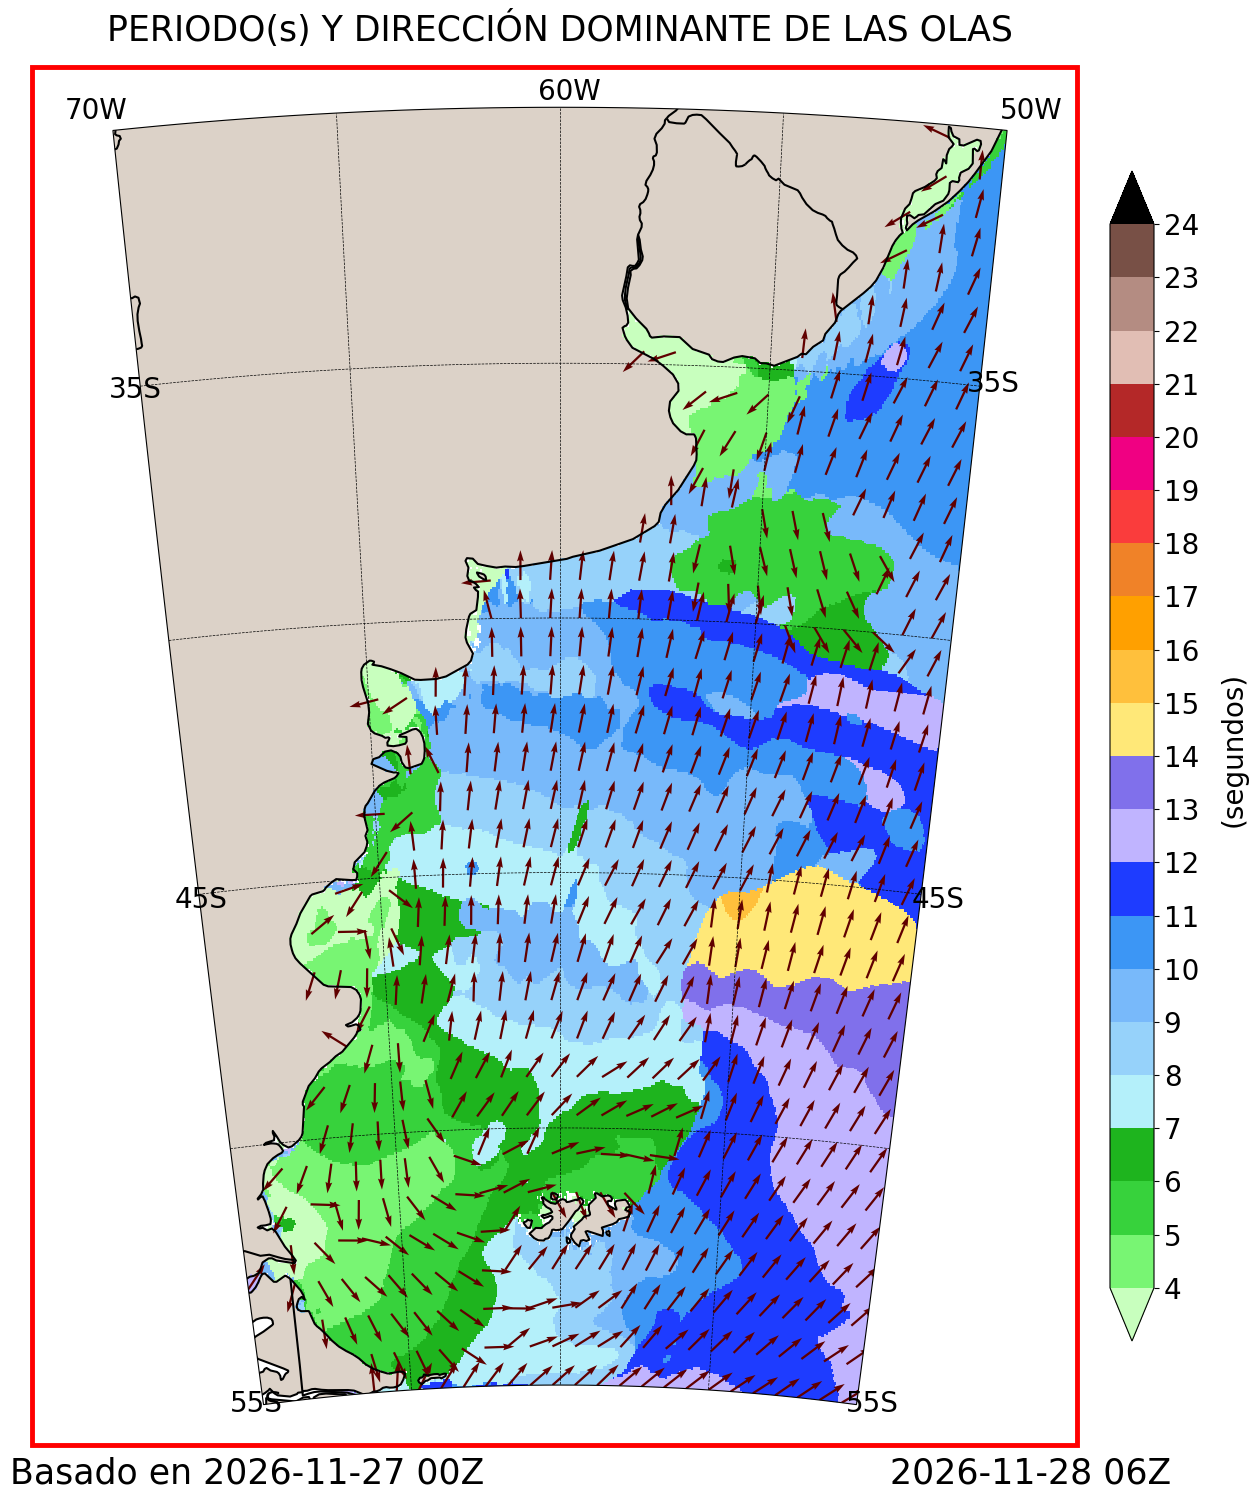 PERIODO(s) Y DIRECCIÓN DOMINANTE DE LAS OLAS
70W
60W
50W
35S
35S
45S
45S
55S
55S
24
23
22
21
20
19
18
17
16
15
14
13
12
11
10
9
8
7
6
5
4
(segundos)
Basado en 2026-11-27 00Z
2026-11-28 06Z